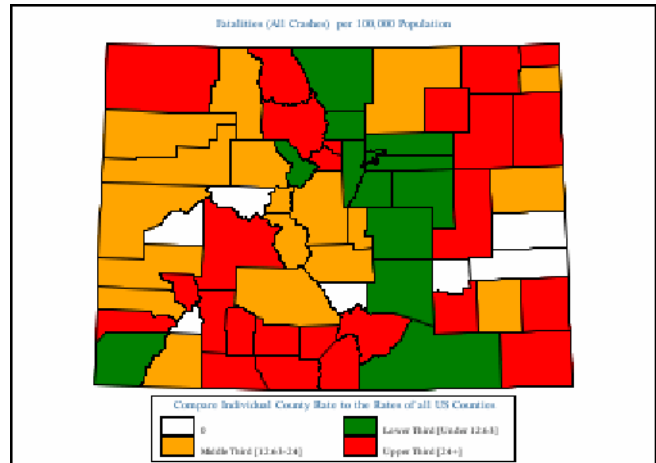 Fatalities (All Crashes) per 100,000 Population
Compare Individual County Rate to the Rates of all US Counties
0
Lower Third [Under 12.63]
Middle Third [12.63-24]
Upper Third [24+]